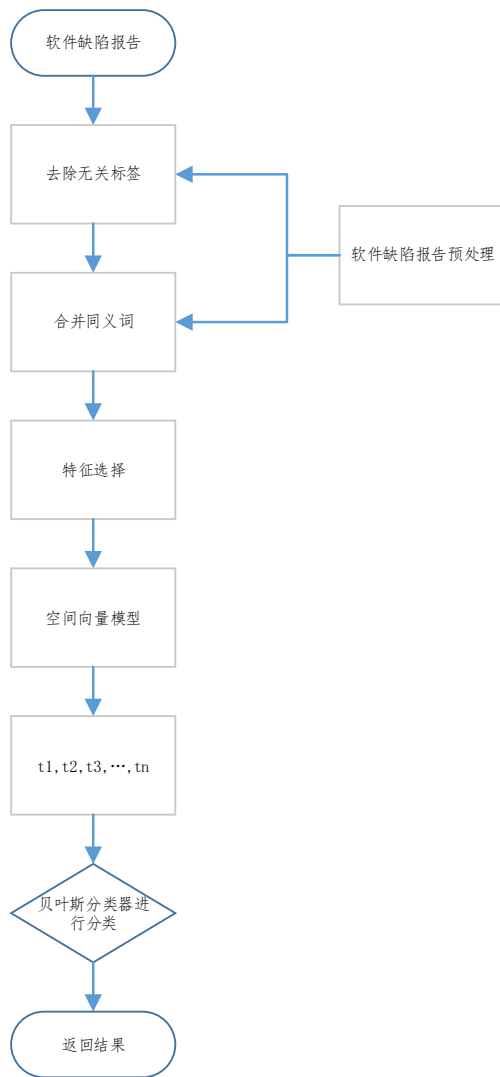 软件缺陷报告
去除无关标签
软件缺陷报告预处理
合并同义词
特征选择
空间向量模型
t1,t2,t3,…,tn
贝叶斯分类器进
行分类
返回结果